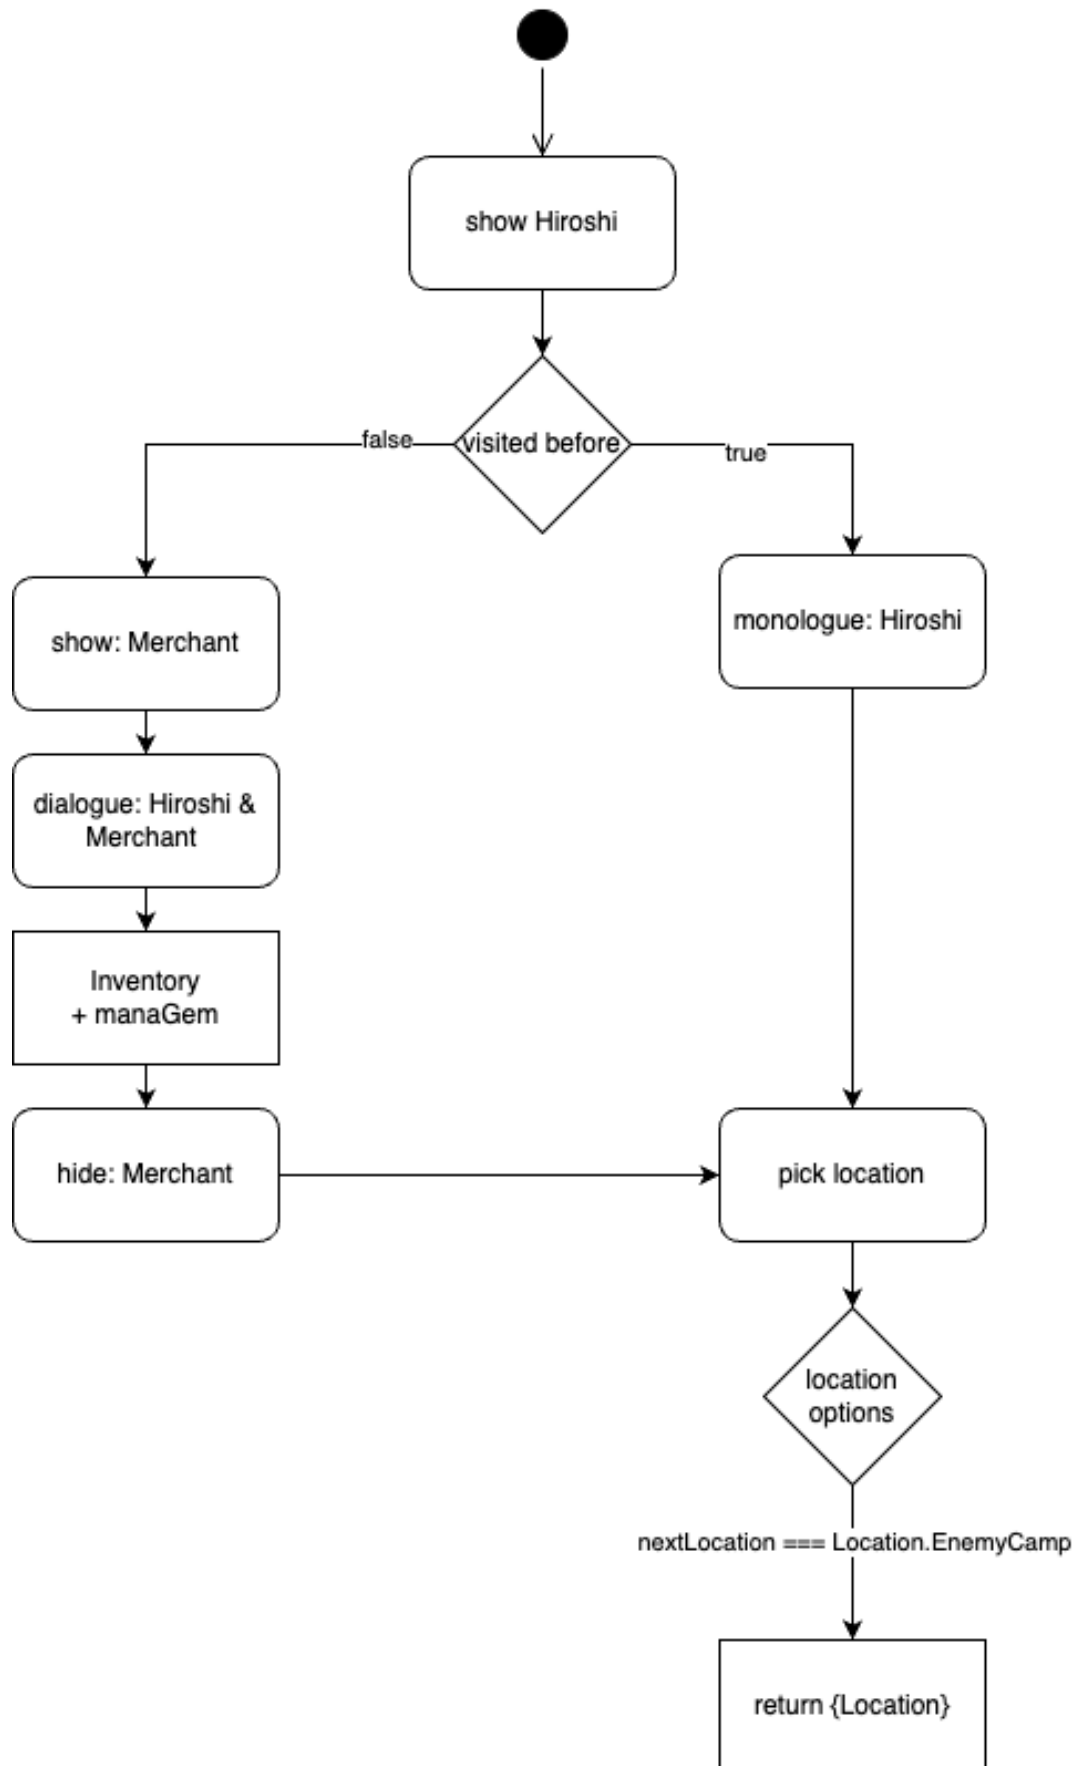 show Hiroshi
visited before
false
true
show: Merchant
monologue: Hiroshi
dialogue: Hiroshi &
Merchant
Inventory
+ manaGem
hide: Merchant
pick location
location
options
nextLocation === Location.EnemyCamp
return {Location}